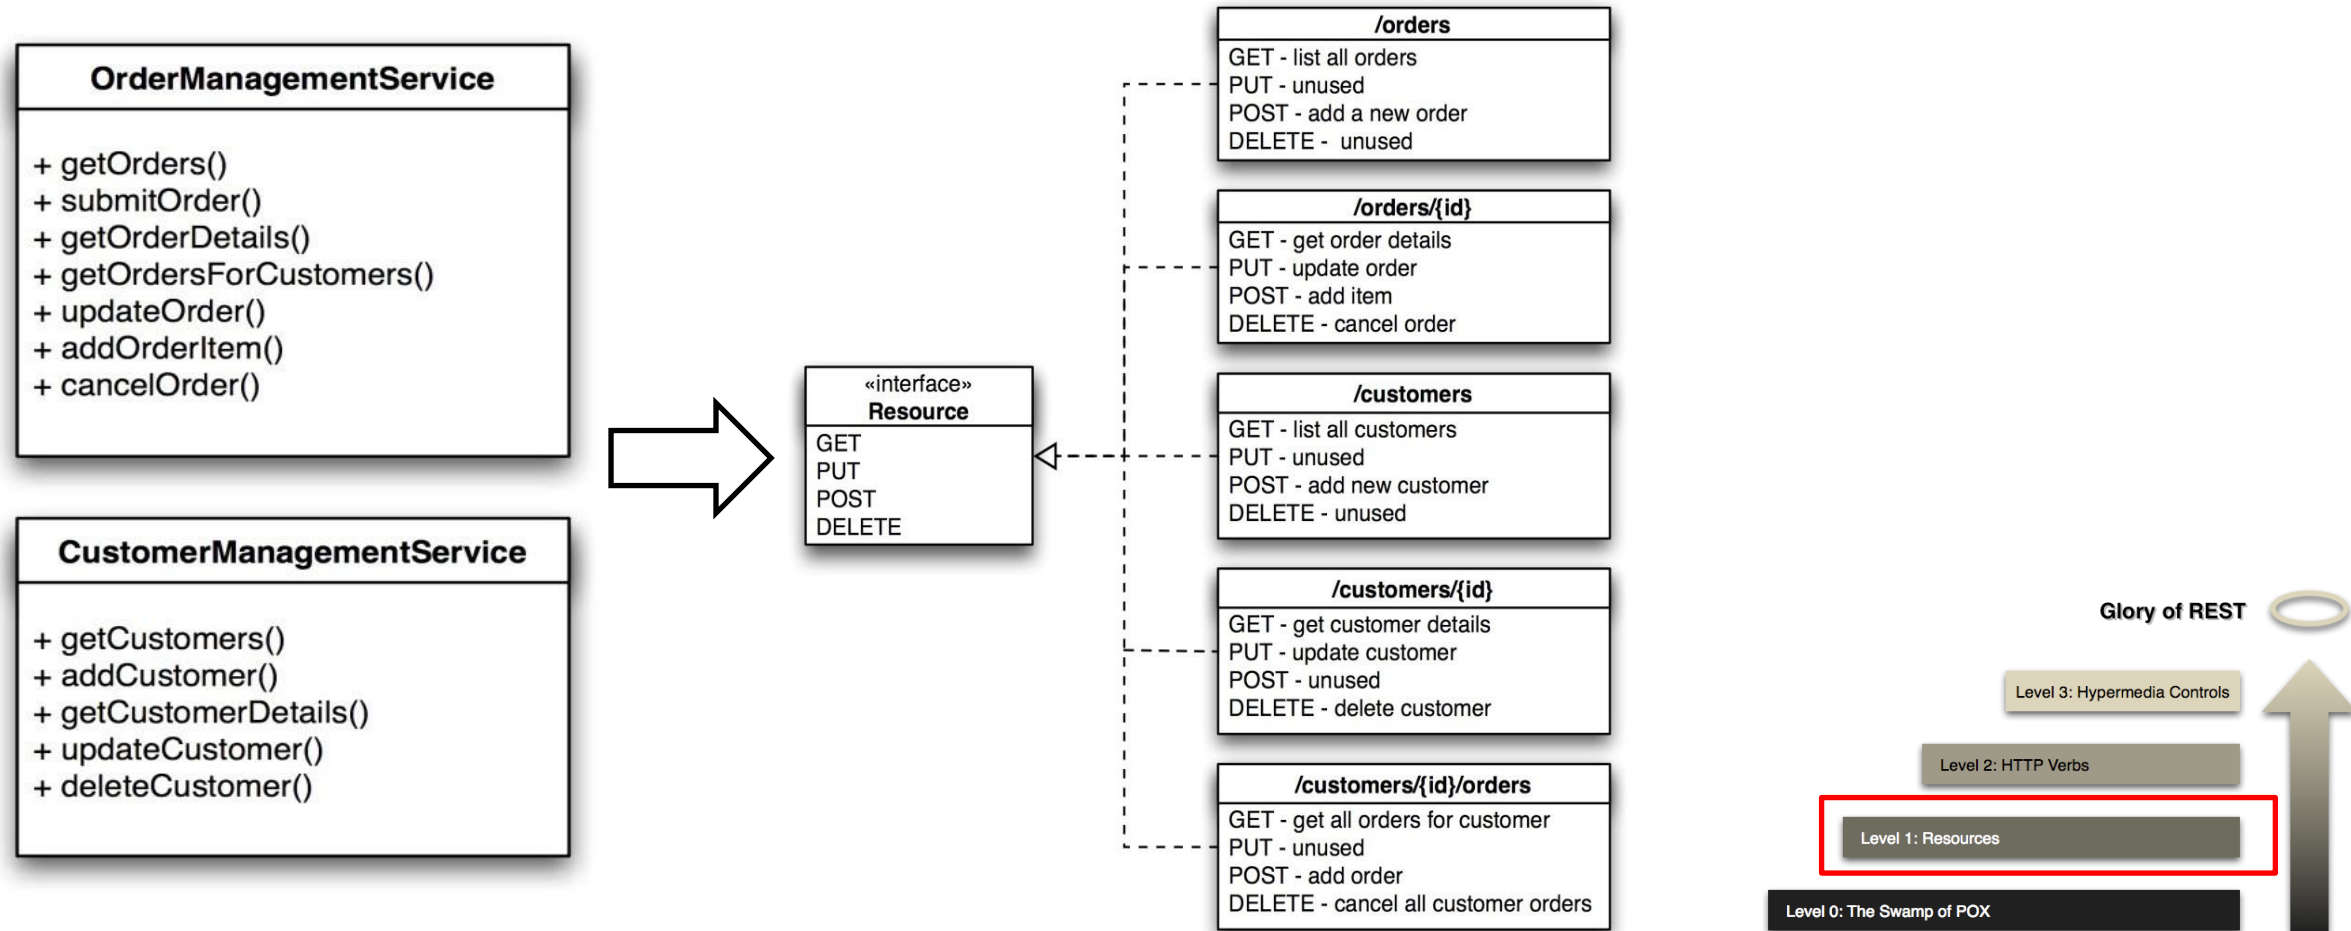 OrderManagementService
+ getOrders()
+ submitOrder()
+ getOrderDetails()
+ getOrdersForCustomers()
+ updateOrder()
+ addOrderItem()
+ cancelOrder()
CustomerManagementService
+ getCustomers()
+ addCustomer()
+ getCustomerDetails()
+ updateCustomer()
+ deleteCustomer()
«interface»
Resource
GET
PUT
POST
DELETE
/orders
GET - list all orders
PUT - unused
POST - add a new order
DELETE - unused
/orders/{id}
GET - get order details
PUT - update order
POST - add item
DELETE - cancel order
/customers
GET - list all customers
PUT - unused
POST - add new customer
DELETE - unused
/customers/{id}
GET - get customer details
PUT - update customer
POST - unused
DELETE - delete customer
/customers/{id}/orders
GET - get all orders for customer
PUT - unused
POST - add order
DELETE - cancel all customer orders
Glory of REST
Level 3: Hypermedia Controls
Level 2: HTTP Verbs
Level 1: Resources
Level 0: The Swamp of POX